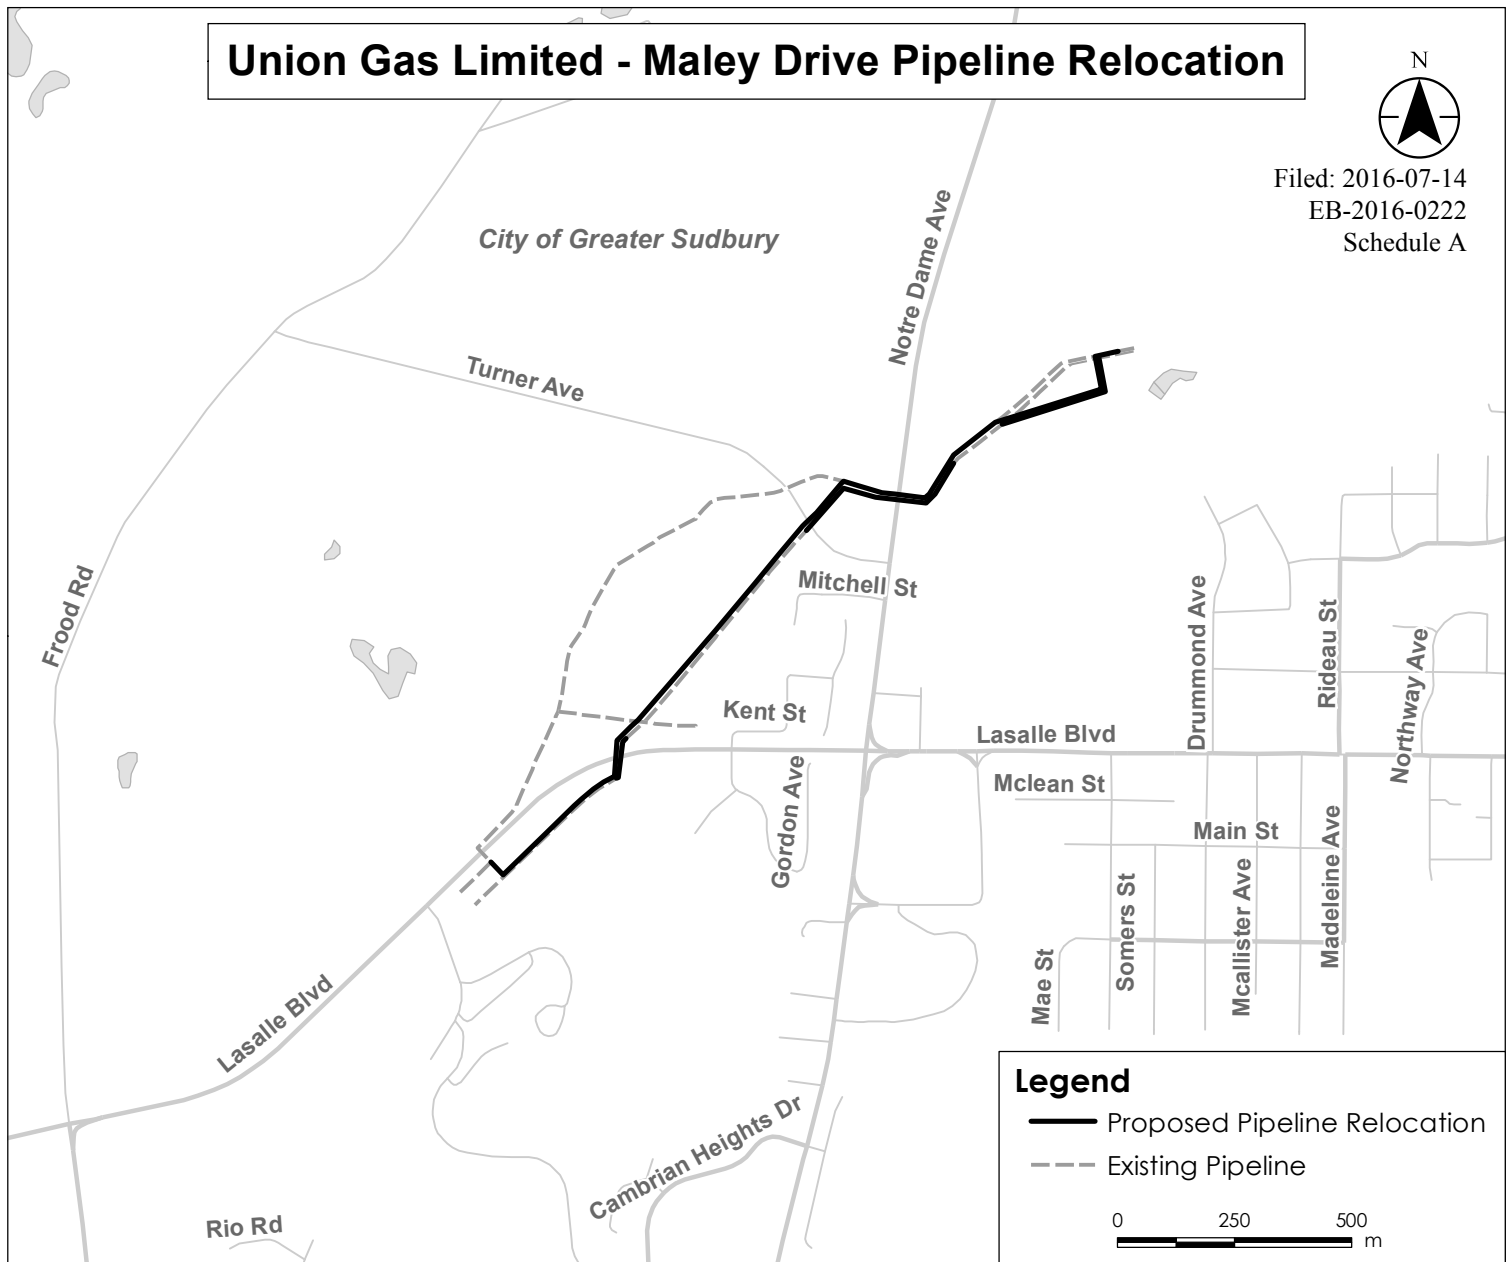 Union Gas Limited - Maley Drive Pipeline Relocation
N
Filed: 2016-07-14
EB-2016-0222
Schedule A
City of Greater Sudbury
Notre Dame Ave
Turner Ave
Frood Rd
Mitchell St
Drummond Ave
Rideau St
Northway Ave
Kent St
Lasalle Blvd
Mclean St
Gordon Ave
Main St
Madeleine Ave
Mcallister Ave
Somers St
Mae St
Lasalle Blvd
Cambrian Heights Dr
Rio Rd
Legend
Proposed Pipeline Relocation
Existing Pipeline
0 250 500
m